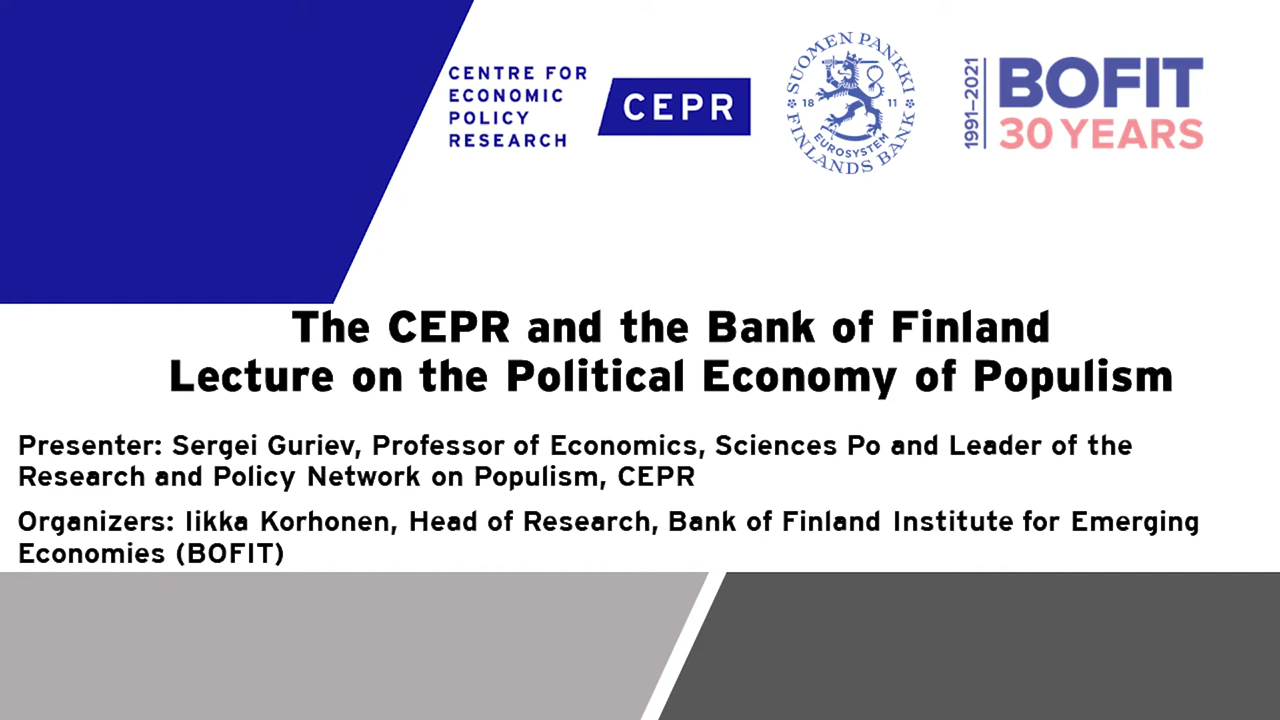 CENTRE FOR
ECONOMIC
POLICY
RESEARCH
CEPR
SUOMEN PANKKI
18 11
EUROSYSTEM
FINLANDS BANK
1991–2021
BOFIT
30 YEARS
The CEPR and the Bank of Finland
Lecture on the Political Economy of Populism
Presenter: Sergei Guriev, Professor of Economics, Sciences Po and Leader of the
Research and Policy Network on Populism, CEPR
Organizers: Iikka Korhonen, Head of Research, Bank of Finland Institute for Emerging
Economies (BOFIT)